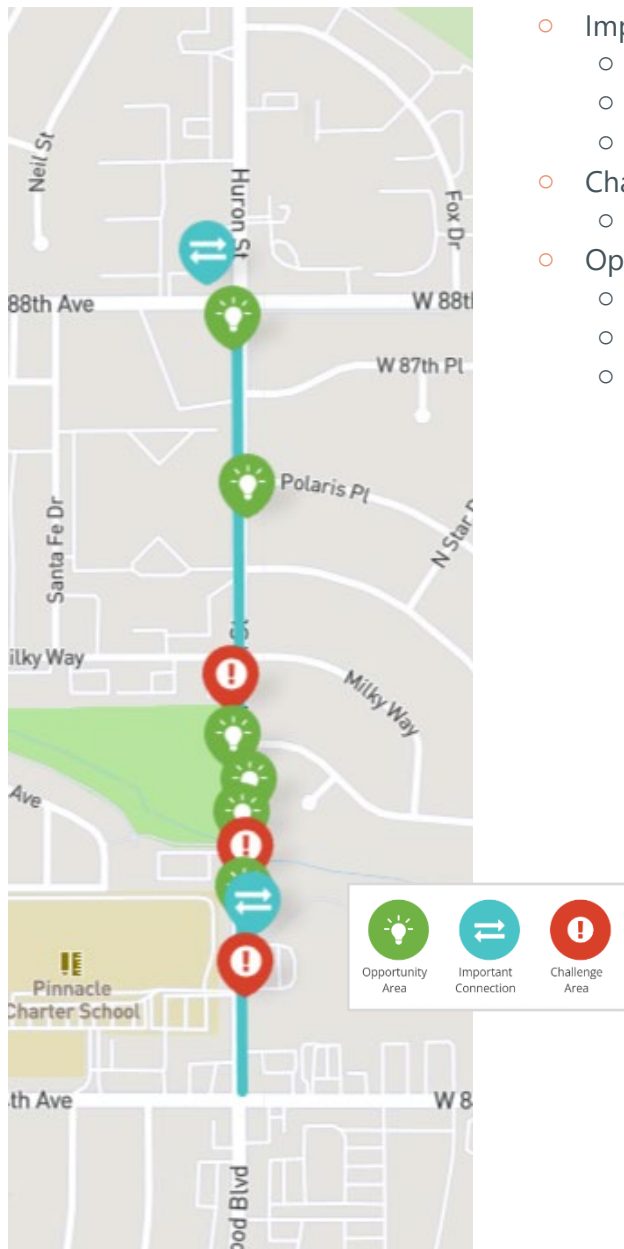 Neil St
Huron St
Fox Dr
88th Ave
W 88t
W 87th Pl
Polaris Pl
Santa Fe Dr
N Star
ilky Way
Milky Way
Ave
Pinnacle
Charter School
Opportunity
Area
Important
Connection
Challenge
Area
th Ave
W 8
ood Blvd
Imp
Cha
Op